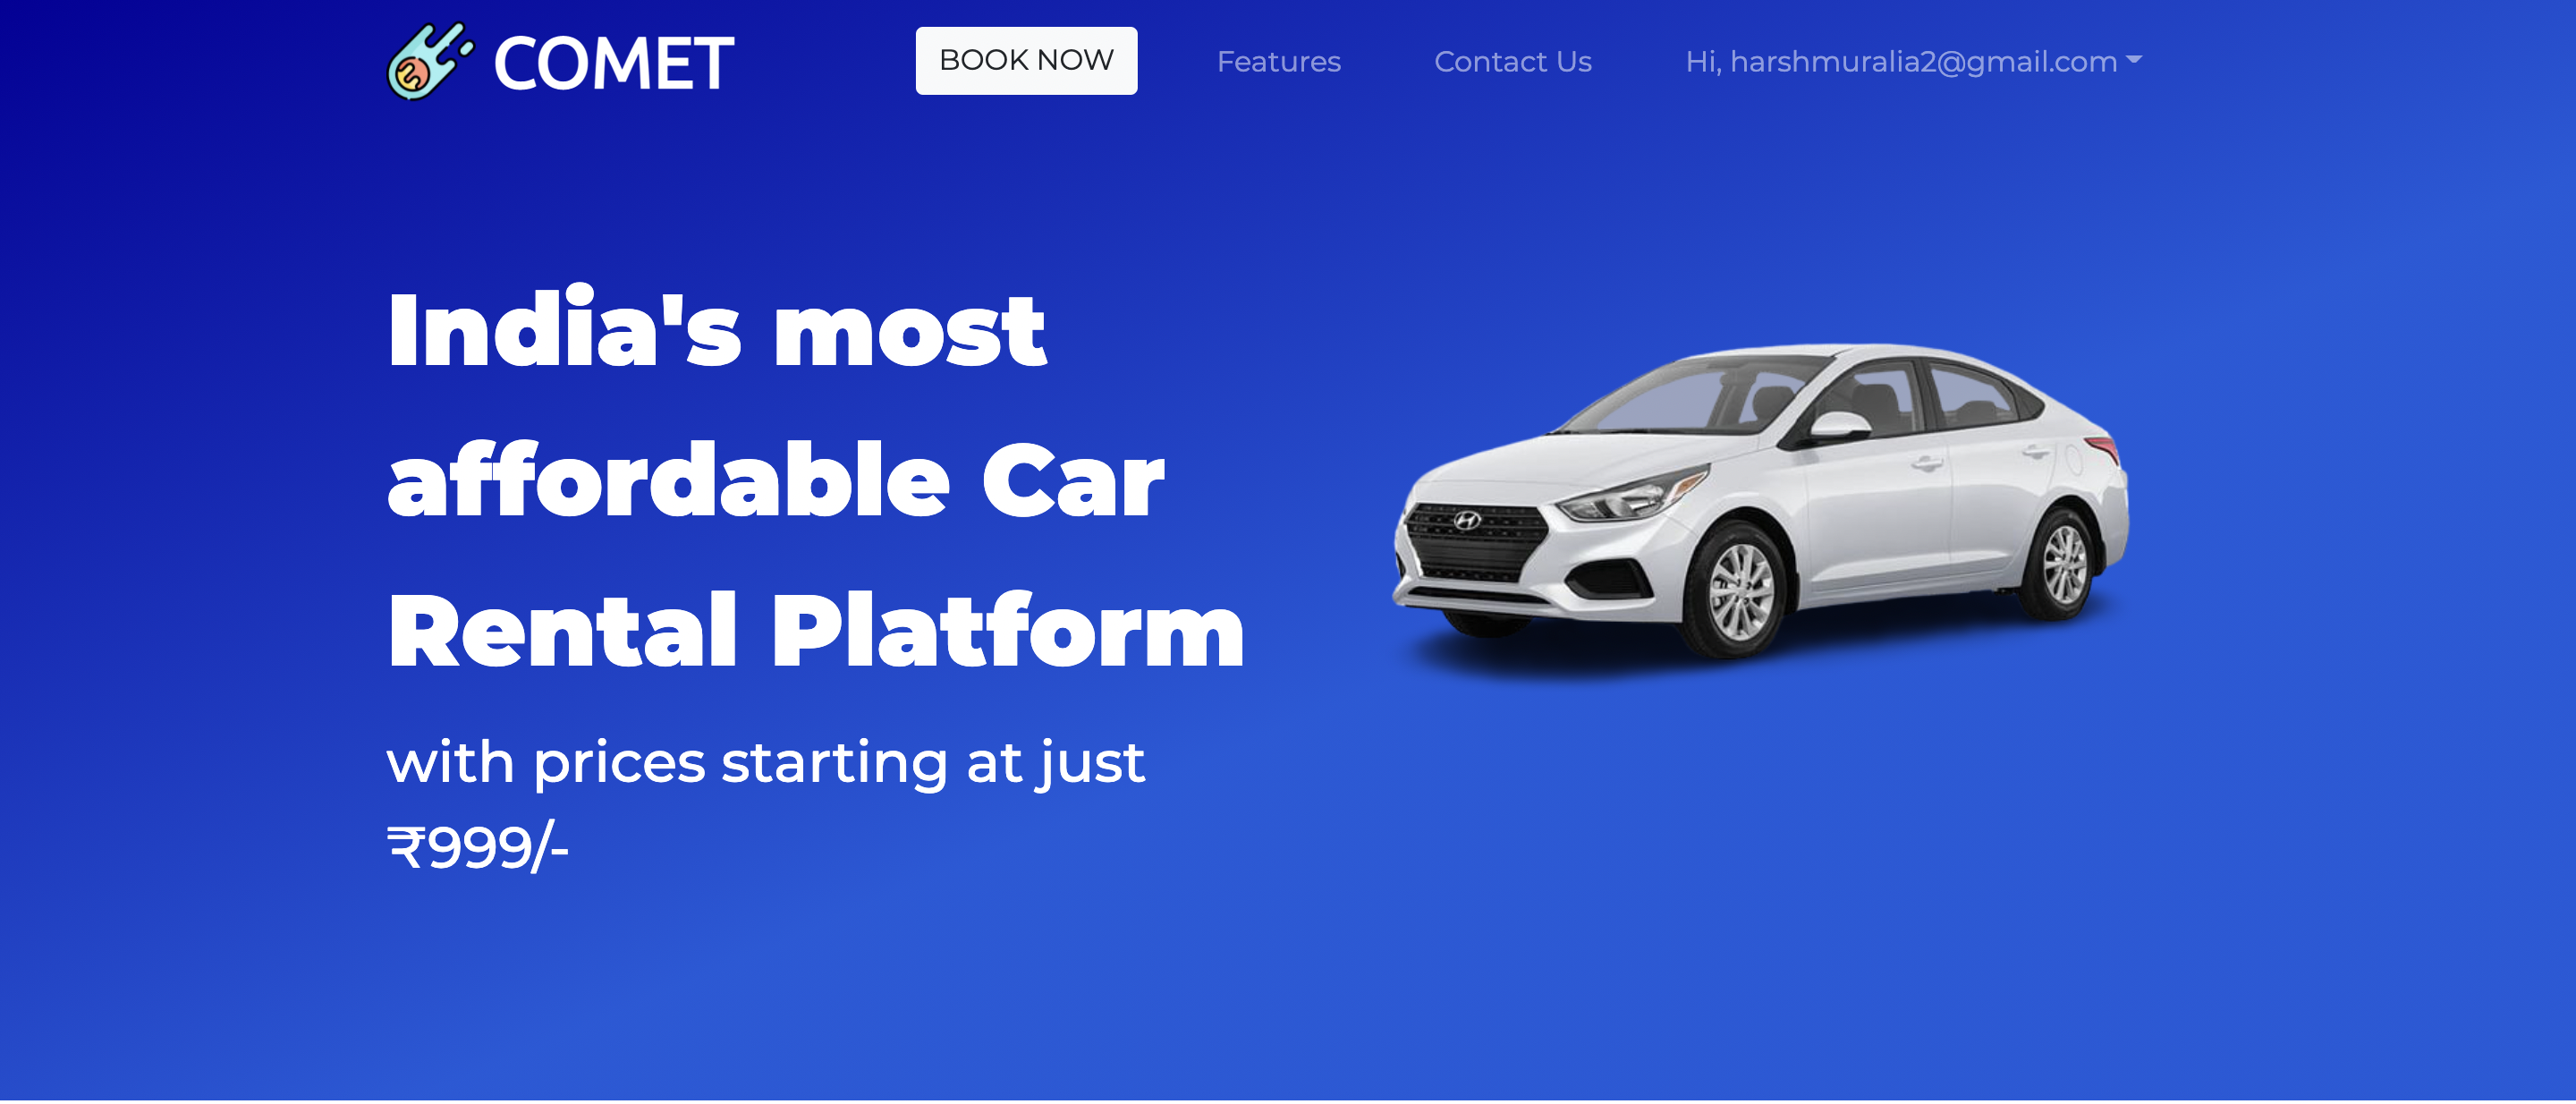 COMET
BOOK NOW
Features
Contact Us
Hi, harshmuralia2@gmail.com
India's most
affordable Car
Rental Platform
with prices starting at just
₹999/-